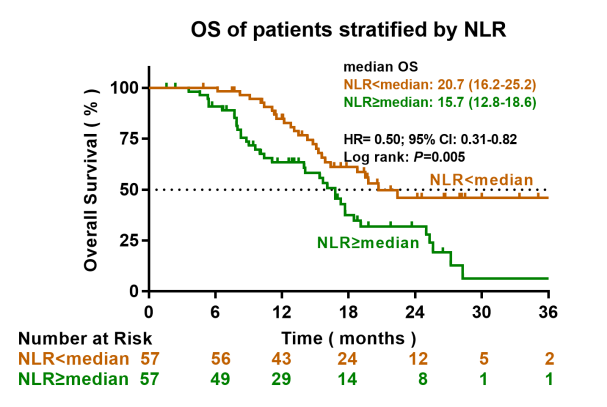 OS of patients stratified by NLR
median OS
NLR<median: 20.7 (16.2-25.2)
NLR≥median: 15.7 (12.8-18.6)
HR= 0.50; 95% CI: 0.31-0.82
Log rank: P=0.005
NLR<median
NLR≥median
Overall Survival ( % )
100
75
50
25
0
0 6 12 18 24 30 36
Time ( months )
Number at Risk
NLR<median 57 56 43 24 12 5 2
NLR≥median 57 49 29 14 8 1 1